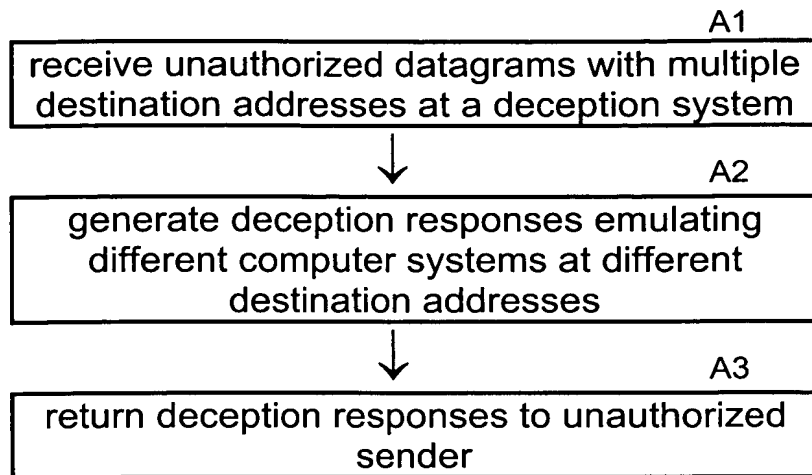 A1
receive unauthorized datagrams with multiple
destination addresses at a deception system
A2
generate deception responses emulating
different computer systems at different
destination addresses
A3
return deception responses to unauthorized
sender